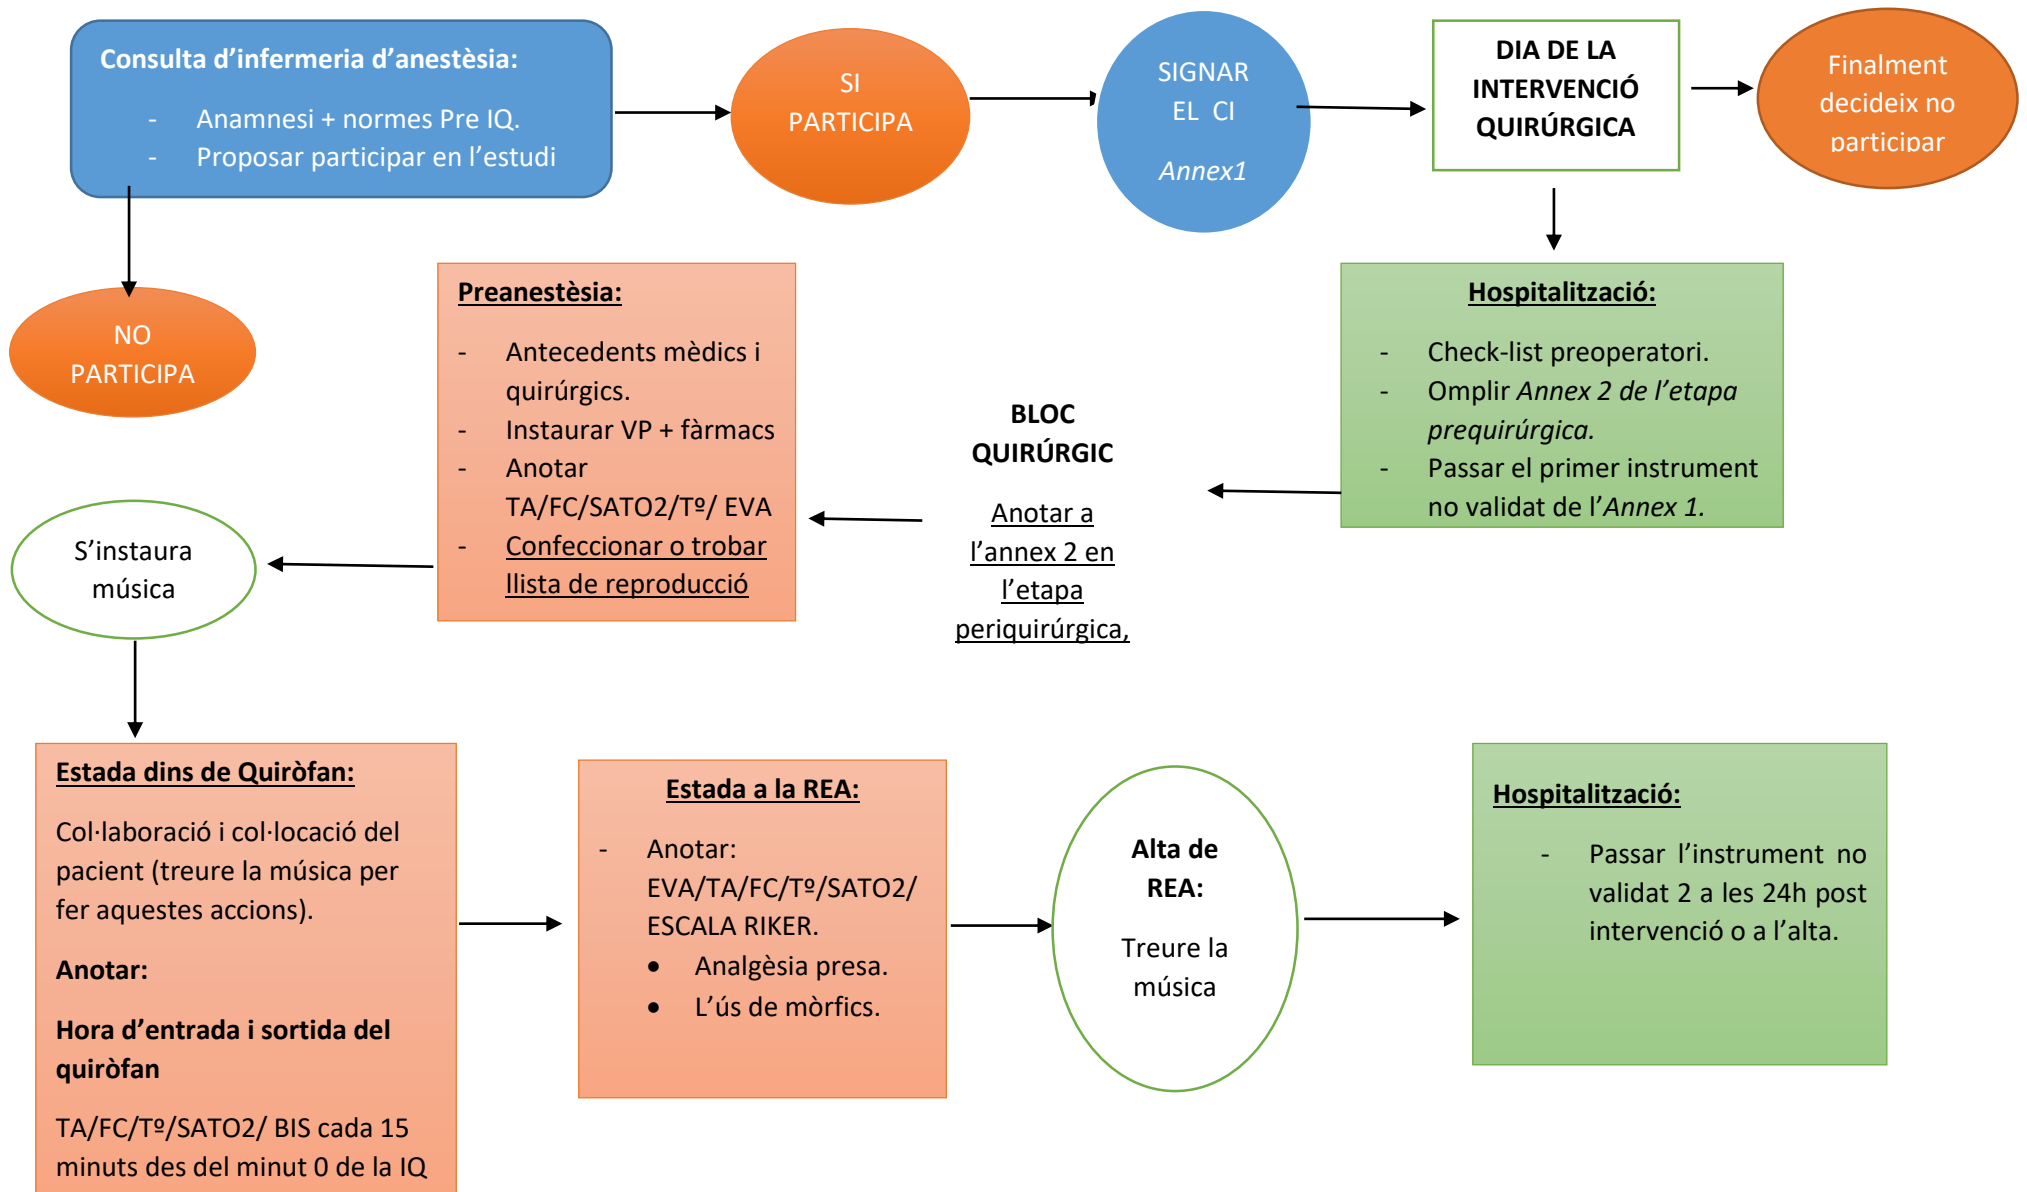 Consulta d’infermeria d’anestèsia:
- Anamnesi + normes Pre IQ.
- Proposar participar en l’estudi
SI
PARTICIPA
SIGNAR
EL CI
Annex1
DIA DE LA
INTERVENCIÓ
QUIRÚRGICA
Finalment
decideix no
participar
NO
PARTICIPA
Hospitalització:
- Check-list preoperatori.
- Omplir Annex 2 de l’etapa
prequirúrgica.
- Passar el primer instrument
no validat de l’Annex 1.
BLOC
QUIRÚRGIC
Anotar a
l’annex 2 en
l’etapa
periquirúrgica,
Preanestèsia:
- Antecedents mèdics i
quirúrgics.
- Instaurar VP + fàrmacs
- Anotar
TA/FC/SATO2/Tº/ EVA
- Confeccionar o trobar
llista de reproducció
S’instaura
música
Estada dins de Quiròfan:
Col·laboració i col·locació del
pacient (treure la música per
fer aquestes accions).
Anotar:
Hora d’entrada i sortida del
quiròfan
TA/FC/Tº/SATO2/ BIS cada 15
minuts des del minut 0 de la IQ
Estada a la REA:
- Anotar:
EVA/TA/FC/Tº/SATO2/
ESCALA RIKER.
• Analgèsia presa.
• L’ús de mòrfics.
Alta de
REA:
Treure la
música
Hospitalització:
- Passar l’instrument no
validat 2 a les 24h post
intervenció o a l’alta.